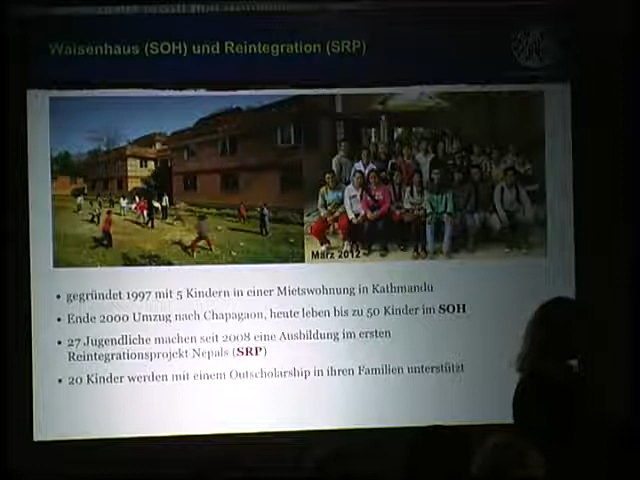 Waisenhaus (SOH) und Reintegration (SRP)
März 2012
• gegründet 1997 mit 5 Kindern in einer Mietswohnung in Kathmandu
• Ende 2000 Umzug nach Chapagaon, heute leben bis zu 50 Kinder im SOH
• 27 Jugendliche machen seit 2008 eine Ausbildung im ersten
Reintegrationsprojekt Nepals (SRP)
• 20 Kinder werden mit einem Outscholarship in ihren Familien unterstützt